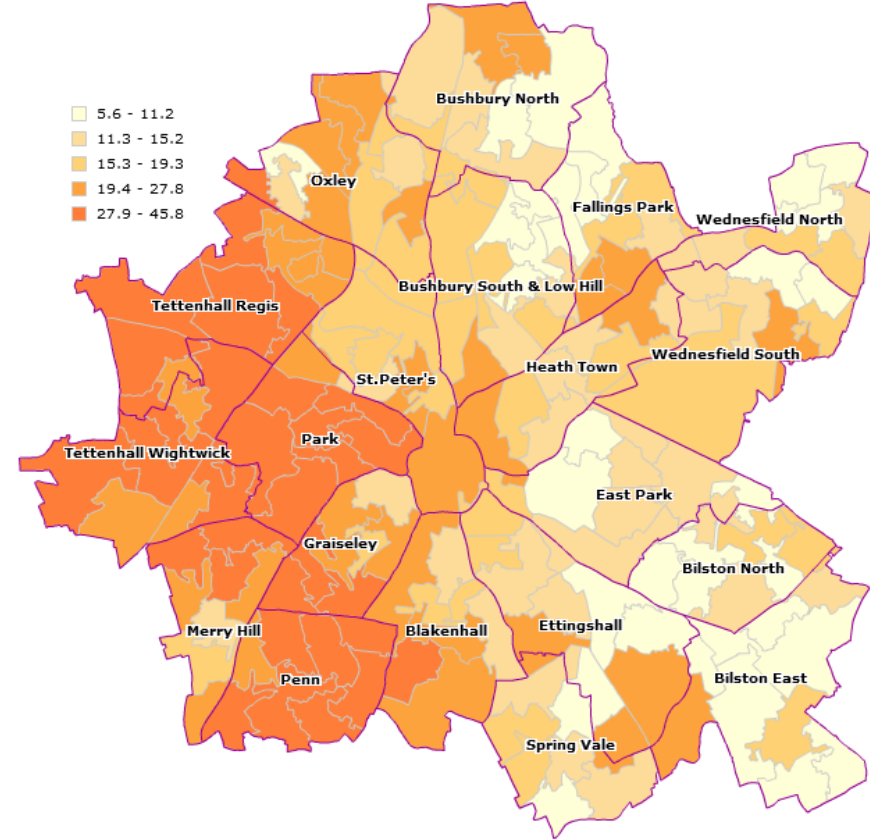 Bushbury North
5.6 - 11.2
11.3 - 15.2
15.3 - 19.3
19.4 - 27.8
27.9 - 45.8
Oxley
Fallings Park
Wednesfield North
Bushbury South & Low Hill
Tettenhall Regis
Wednesfield South
Heath Town
St.Peter's
Park
Tettenhall Wightwick
East Park
Graiseley
Bilston North
Ettingshall
Merry Hill
Blakenhall
Penn
Bilston East
Spring Vale